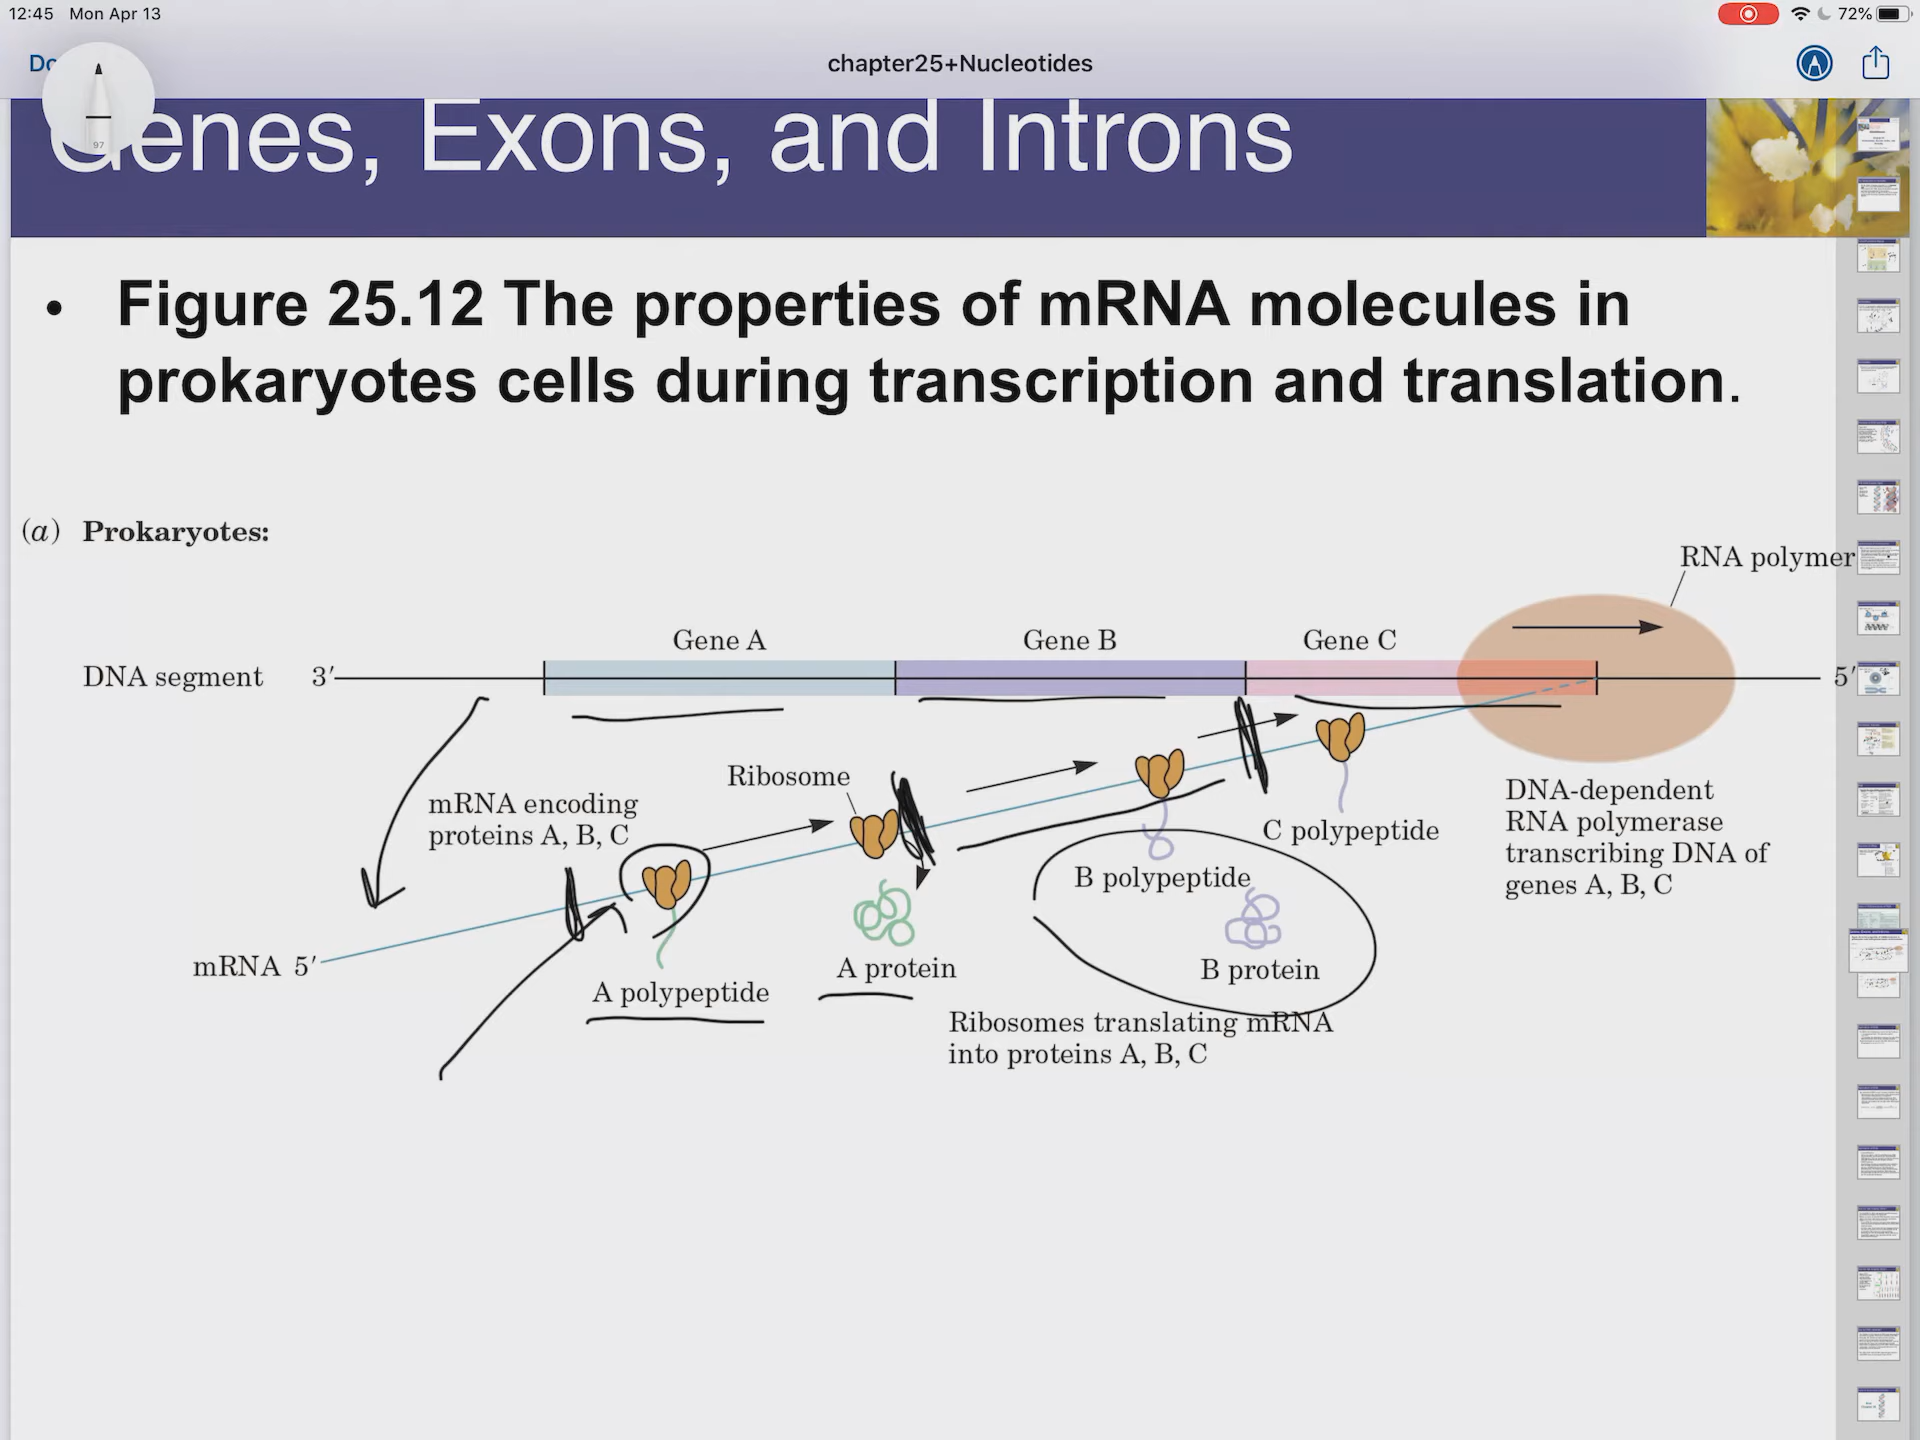 12:45 Mon Apr 13
72%
Do
chapter25+Nucleotides
97
Genes, Exons, and Introns
• Figure 25.12 The properties of mRNA molecules in
prokaryotes cells during transcription and translation.
(a) Prokaryotes:
RNA polymer
Gene A
Gene B
Gene C
DNA segment 3′
5′
Ribosome
mRNA encoding
proteins A, B, C
C polypeptide
DNA-dependent
RNA polymerase
transcribing DNA of
genes A, B, C
B polypeptide
mRNA 5′
A polypeptide
A protein
B protein
Ribosomes translating mRNA
into proteins A, B, C